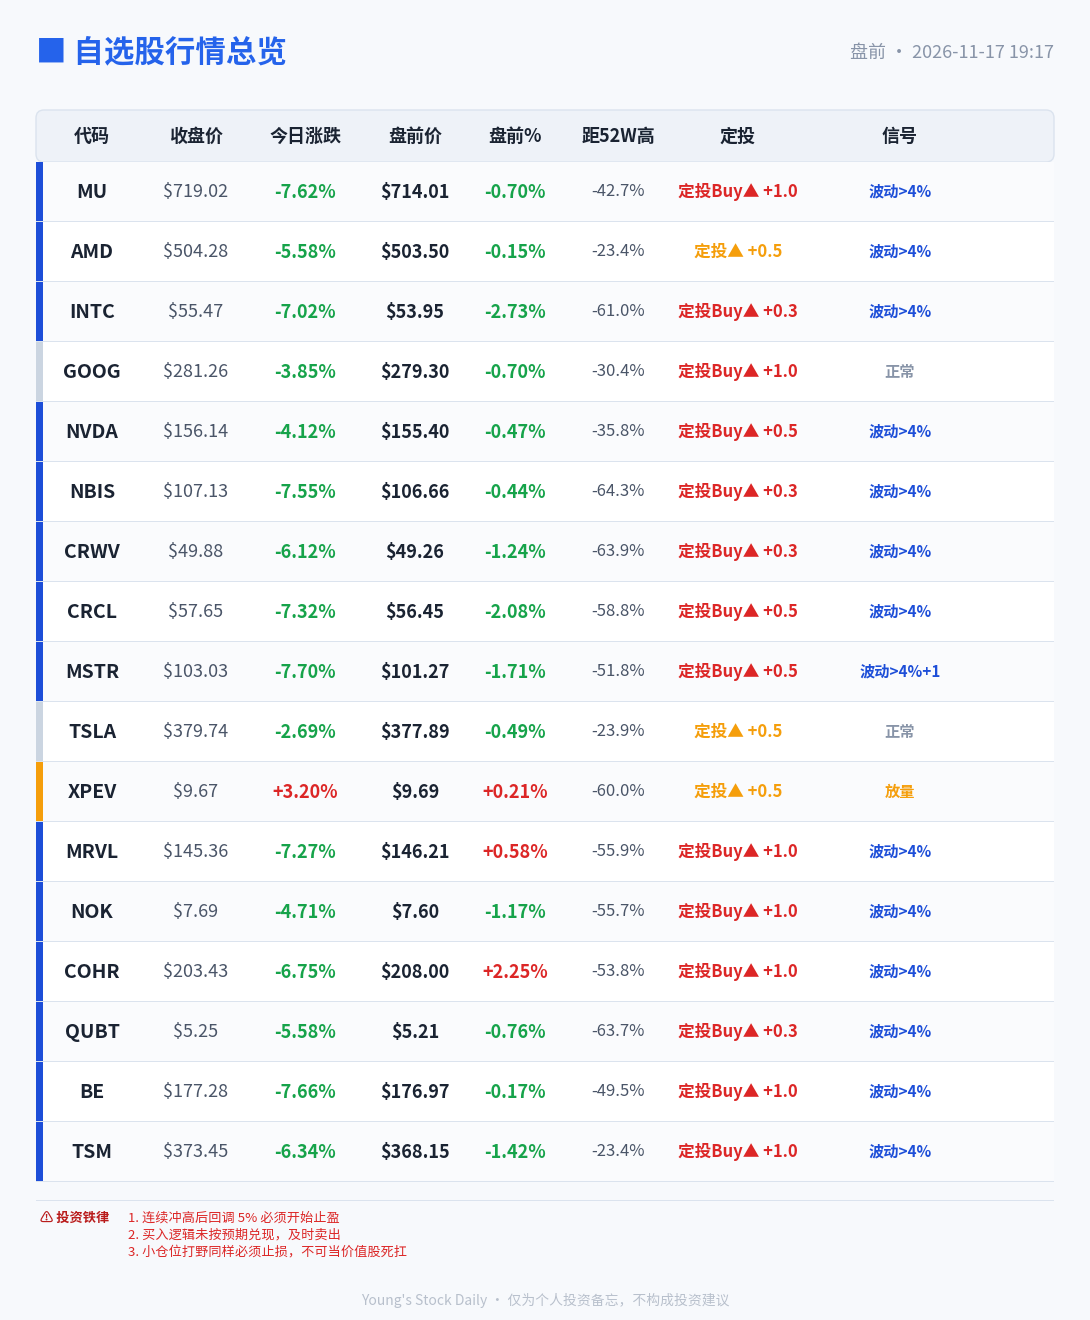 自选股行情总览
盘前 · 2026-11-17 19:17
代码 收盘价 今日涨跌 盘前价 盘前% 距52W高 定投 信号
MU $719.02 -7.62% $714.01 -0.70% -42.7% 定投Buy▲ +1.0 波动>4%
AMD $504.28 -5.58% $503.50 -0.15% -23.4% 定投▲ +0.5 波动>4%
INTC $55.47 -7.02% $53.95 -2.73% -61.0% 定投Buy▲ +0.3 波动>4%
GOOG $281.26 -3.85% $279.30 -0.70% -30.4% 定投Buy▲ +1.0 正常
NVDA $156.14 -4.12% $155.40 -0.47% -35.8% 定投Buy▲ +0.5 波动>4%
NBIS $107.13 -7.55% $106.66 -0.44% -64.3% 定投Buy▲ +0.3 波动>4%
CRWV $49.88 -6.12% $49.26 -1.24% -63.9% 定投Buy▲ +0.3 波动>4%
CRCL $57.65 -7.32% $56.45 -2.08% -58.8% 定投Buy▲ +0.5 波动>4%
MSTR $103.03 -7.70% $101.27 -1.71% -51.8% 定投Buy▲ +0.5 波动>4%+1
TSLA $379.74 -2.69% $377.89 -0.49% -23.9% 定投▲ +0.5 正常
XPEV $9.67 +3.20% $9.69 +0.21% -60.0% 定投▲ +0.5 放量
MRVL $145.36 -7.27% $146.21 +0.58% -55.9% 定投Buy▲ +1.0 波动>4%
NOK $7.69 -4.71% $7.60 -1.17% -55.7% 定投Buy▲ +1.0 波动>4%
COHR $203.43 -6.75% $208.00 +2.25% -53.8% 定投Buy▲ +1.0 波动>4%
QUBT $5.25 -5.58% $5.21 -0.76% -63.7% 定投Buy▲ +0.3 波动>4%
BE $177.28 -7.66% $176.97 -0.17% -49.5% 定投Buy▲ +1.0 波动>4%
TSM $373.45 -6.34% $368.15 -1.42% -23.4% 定投Buy▲ +1.0 波动>4%
⚠ 投资铁律 1. 连续冲高后回调 5% 必须开始止盈
2. 买入逻辑未按预期兑现，及时卖出
3. 小仓位打野同样必须止损，不可当价值股死扛
Young's Stock Daily · 仅为个人投资备忘，不构成投资建议